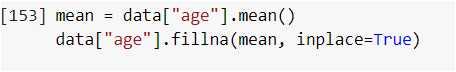 [153] mean = data["age"].mean()
data["age"].fillna(mean, inplace=True)